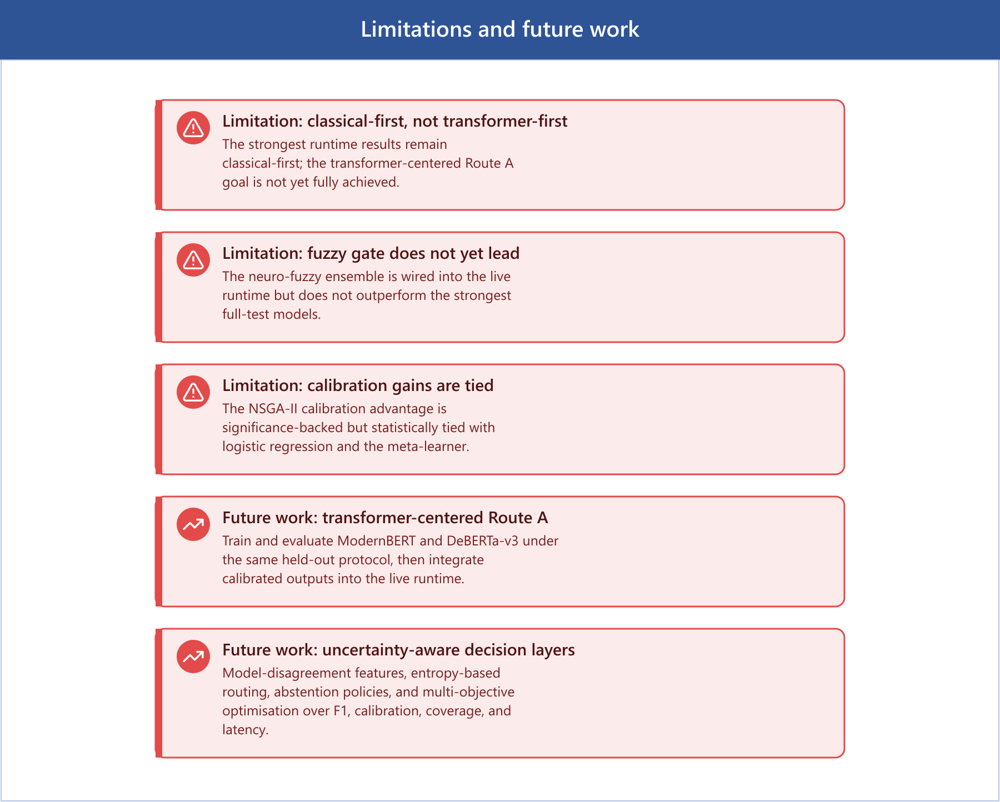 Limitations and future work
Limitation: classical-first, not transformer-first
The strongest runtime results remain
classical-first; the transformer-centered Route A
goal is not yet fully achieved.
Limitation: fuzzy gate does not yet lead
The neuro-fuzzy ensemble is wired into the live
runtime but does not outperform the strongest
full-test models.
Limitation: calibration gains are tied
The NSGA-II calibration advantage is
significance-backed but statistically tied with
logistic regression and the meta-learner.
Future work: transformer-centered Route A
Train and evaluate ModernBERT and DeBERTa-v3 under
the same held-out protocol, then integrate
calibrated outputs into the live runtime.
Future work: uncertainty-aware decision layers
Model-disagreement features, entropy-based
routing, abstention policies, and multi-objective
optimisation over F1, calibration, coverage, and
latency.